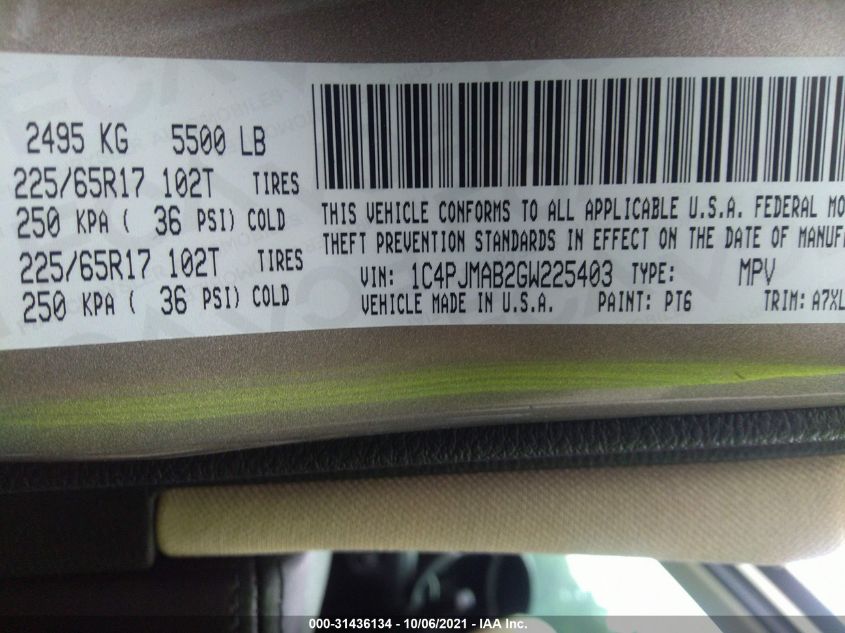 2495 KG 5500 LB
225/65R17 102T TIRES
250 KPA ( 36 PSI) COLD
225/65R17 102T TIRES
250 KPA ( 36 PSI) COLD
THIS VEHICLE CONFORMS TO ALL APPLICABLE U.S.A. FEDERAL MO
THEFT PREVENTION STANDARDS IN EFFECT ON THE DATE OF MANUF
VIN: 1C4PJMAB2GW225403 TYPE: MPV
VEHICLE MADE IN U.S.A. PAINT: PT6 TRIM: A7XL
000-31436134 - 10/06/2021 - IAA Inc.